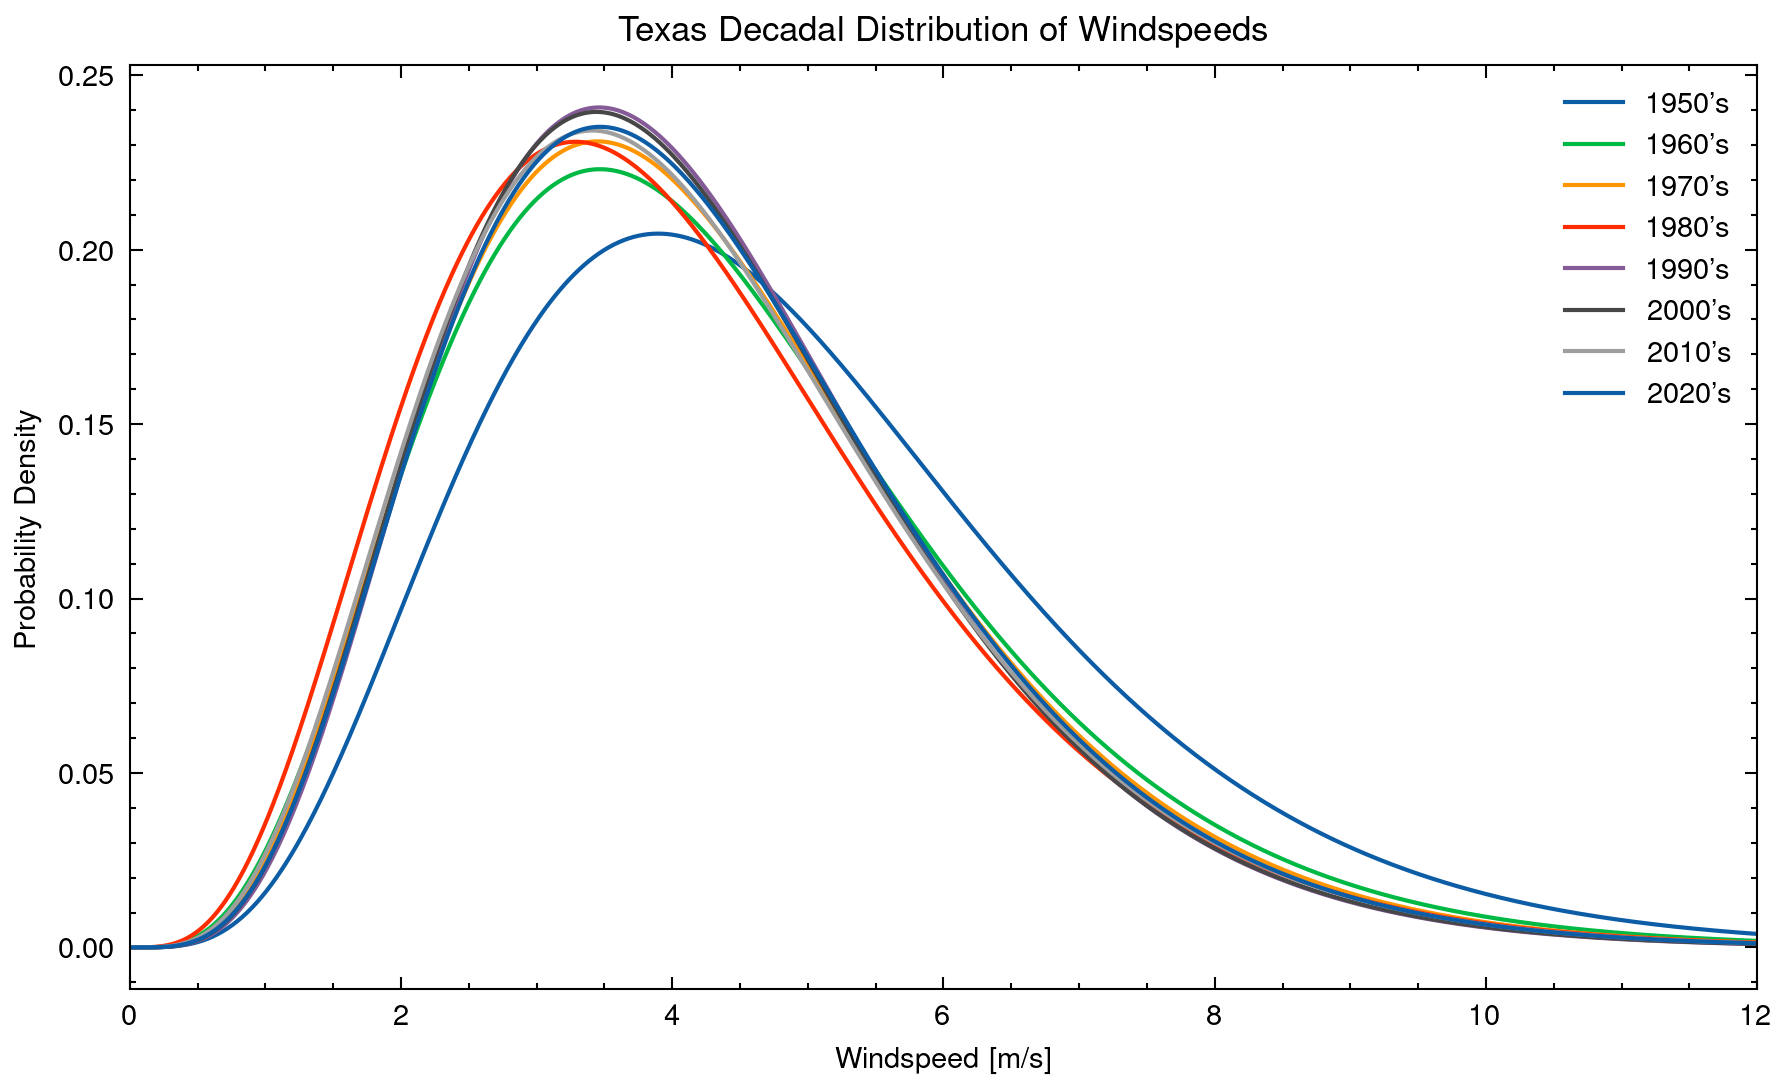 Texas Decadal Distribution of Windspeeds
0.25
0.20
0.15
0.10
0.05
0.00
Probability Density
1950’s
1960’s
1970’s
1980’s
1990’s
2000’s
2010’s
2020’s
0 2 4 6 8 10 12
Windspeed [m/s]